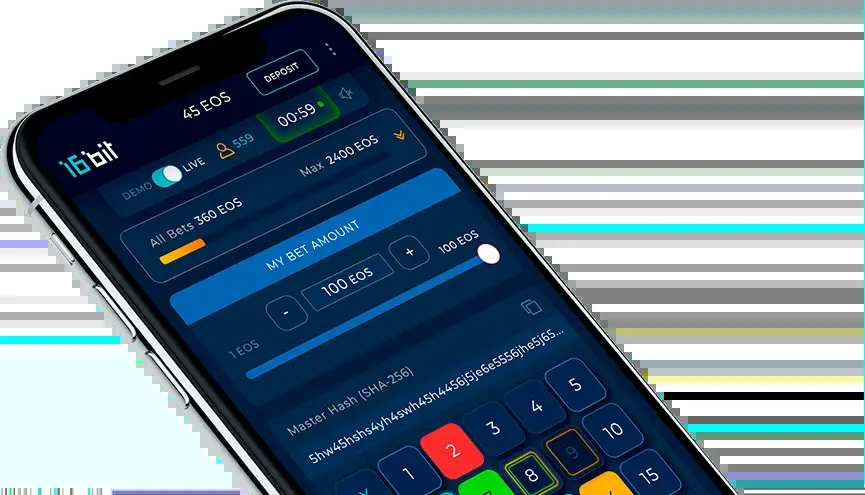 45 EOS
DEPOSIT
16bit
DEMO
LIVE
559
00:59
All Bets 360 EOS
Max 2400 EOS
MY BET AMOUNT
-
100 EOS
+
1 EOS
100 EOS
Master Hash (SHA-256)
5hw45hshs4yh4swh45h4456j5je6e5556jhe5j65...
1 2 3 4 5
8 9 10
15